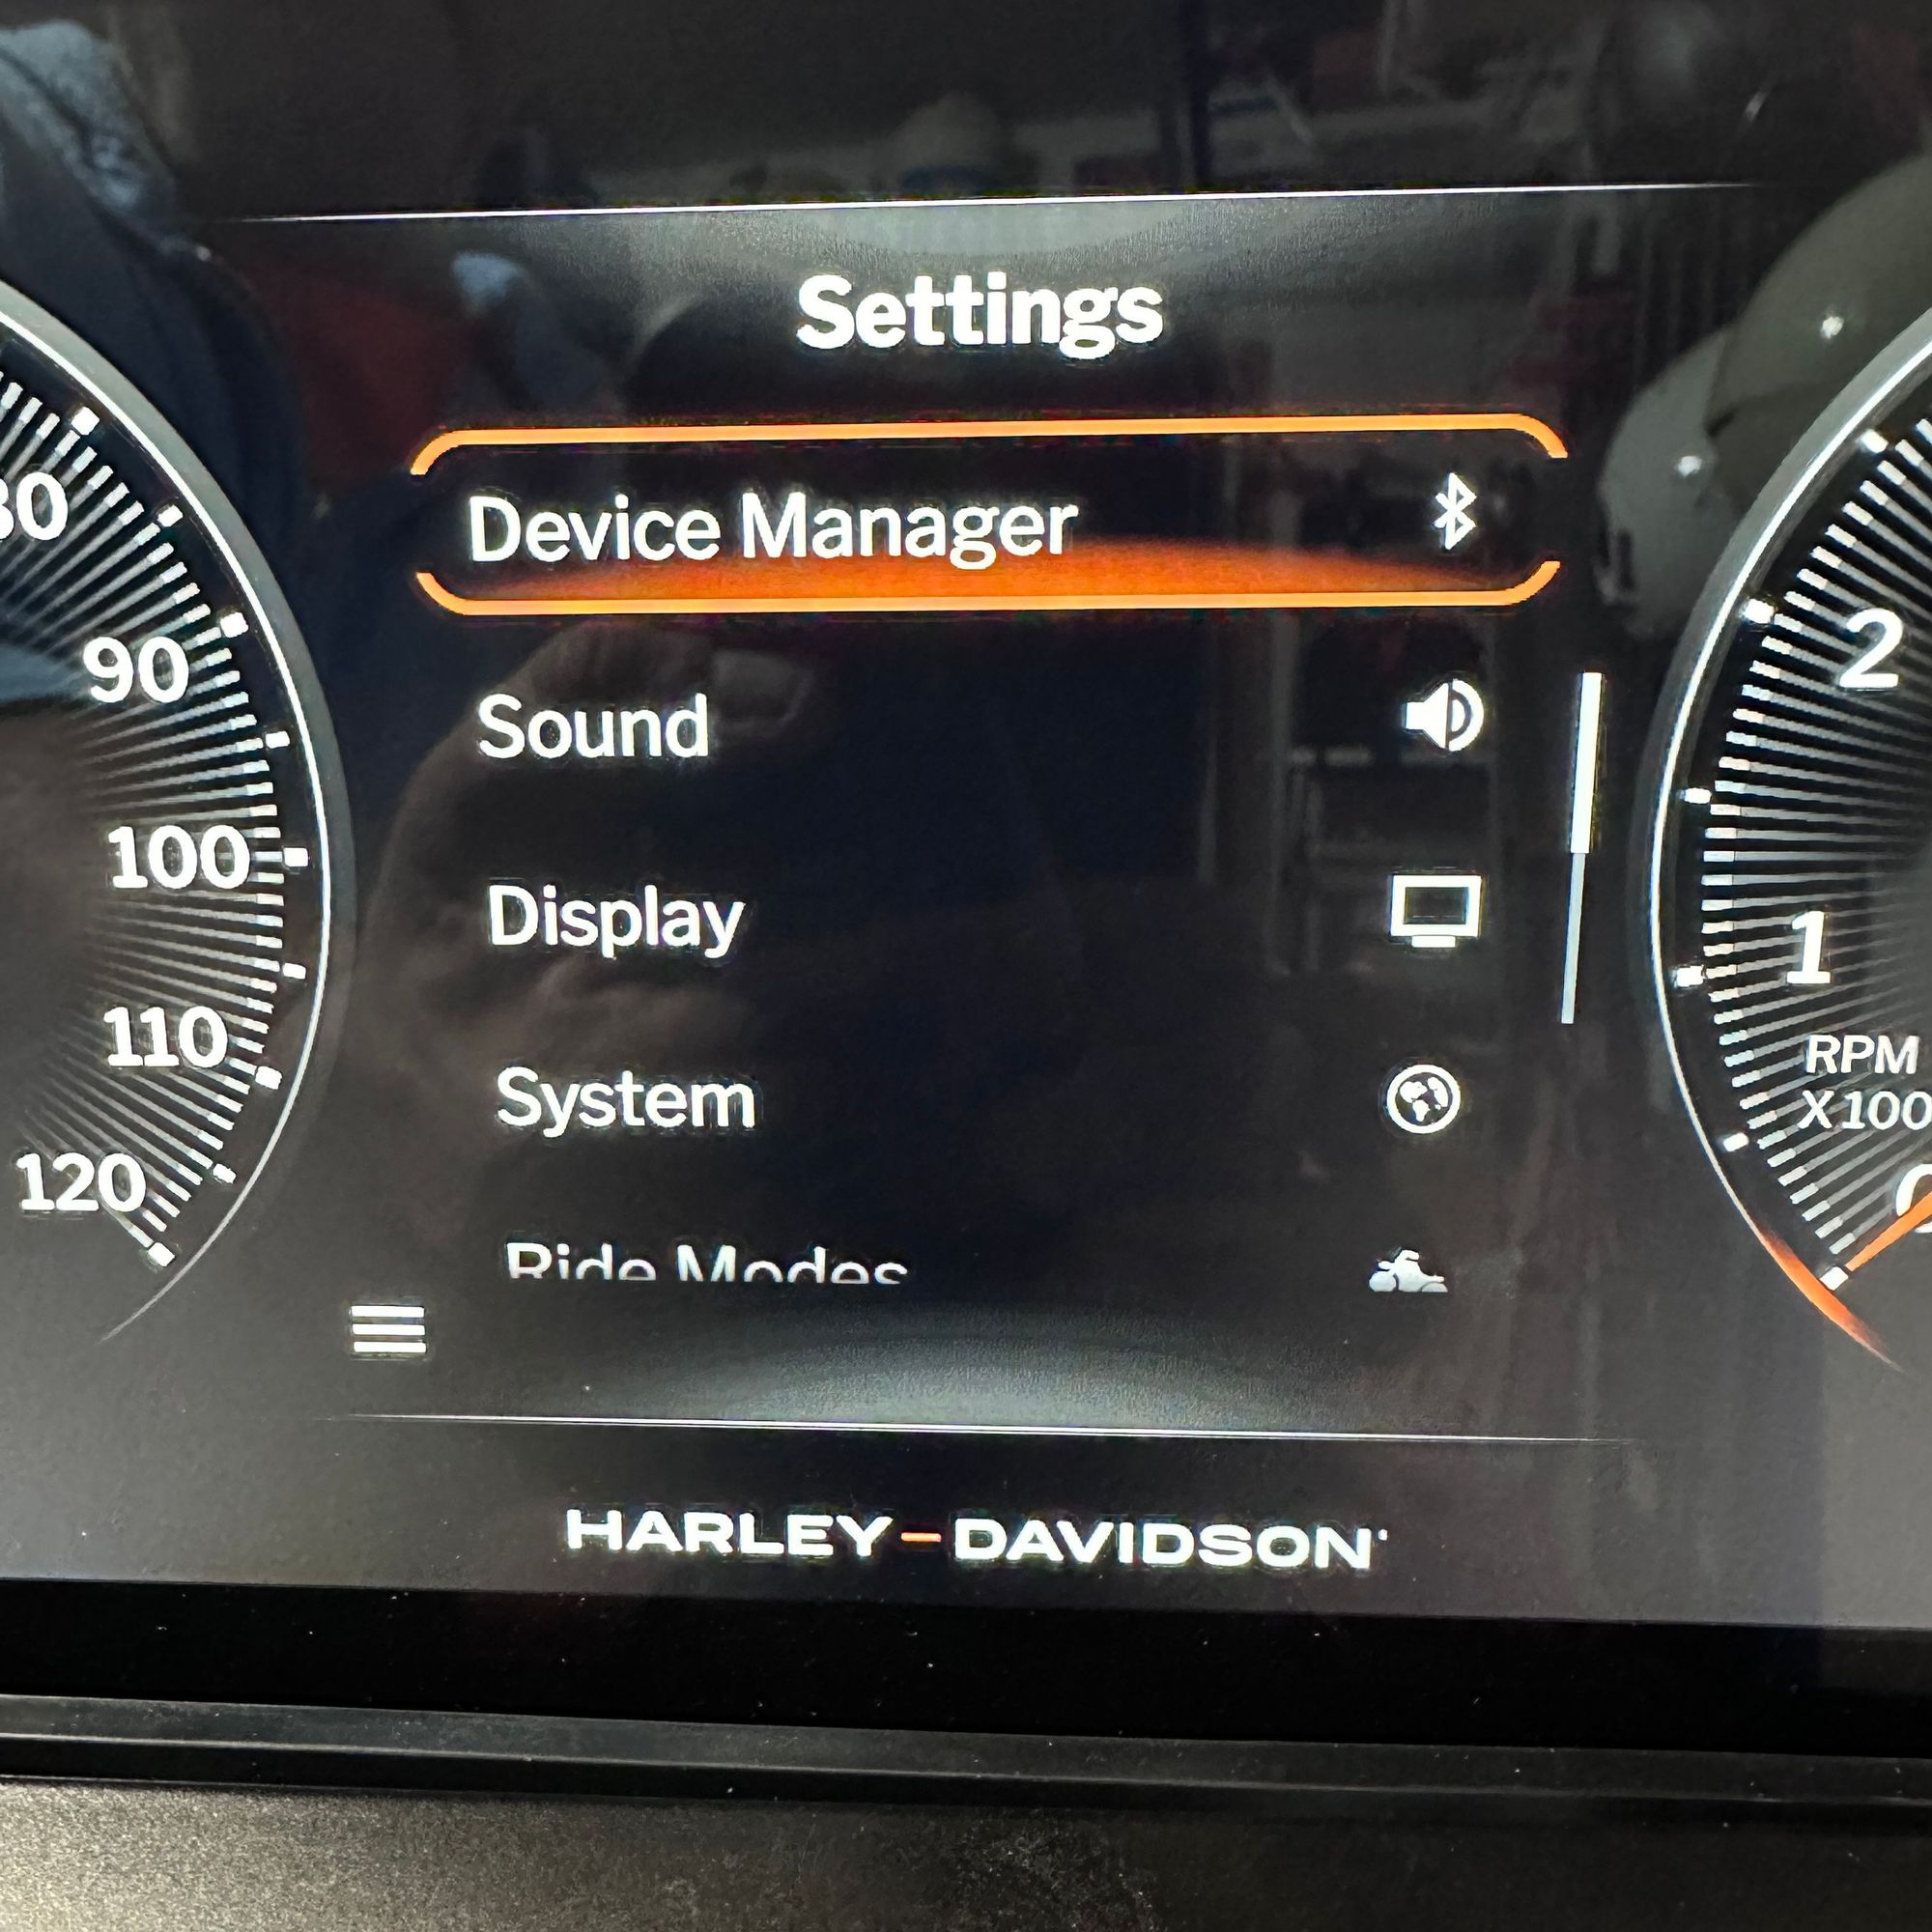 Settings
Device Manager
Sound
Display
System
Ride Modes
80
90
100
110
120
2
1
RPM
X100
0
HARLEY-DAVIDSON